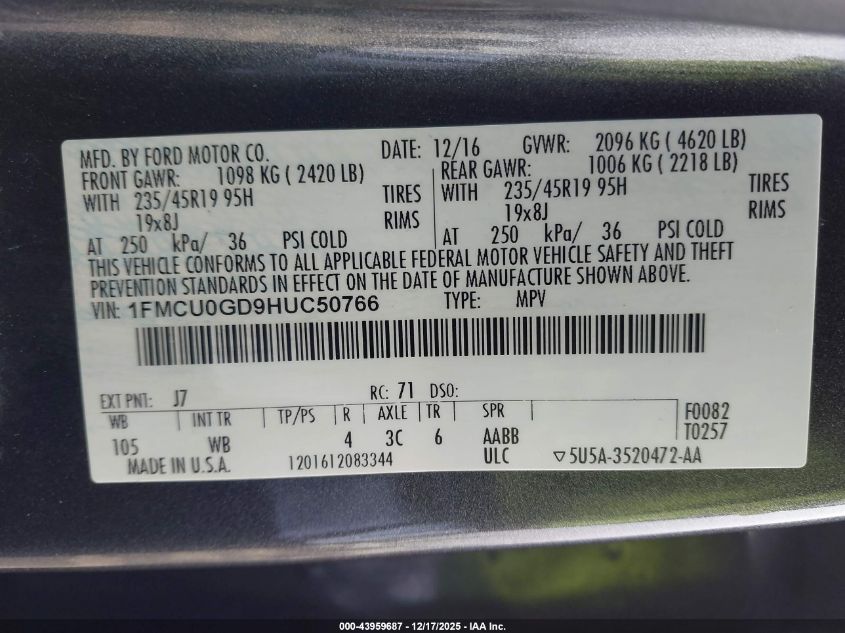 MFD. BY FORD MOTOR CO. DATE: 12/16 GVWR: 2096 KG ( 4620 LB)
FRONT GAWR: 1098 KG ( 2420 LB) REAR GAWR: 1006 KG ( 2218 LB)
WITH 235/45R19 95H TIRES WITH 235/45R19 95H TIRES
19x8J RIMS 19x8J RIMS
AT 250 kPa/ 36 PSI COLD AT 250 kPa/ 36 PSI COLD
THIS VEHICLE CONFORMS TO ALL APPLICABLE FEDERAL MOTOR VEHICLE SAFETY AND THEFT
PREVENTION STANDARDS IN EFFECT ON THE DATE OF MANUFACTURE SHOWN ABOVE.
VIN: 1FMCU0GD9HUC50766 TYPE: MPV
EXT PNT: J7 RC: 71 DSO:
WB INT TR TP/PS R AXLE TR SPR F0082
105 WB 4 3C 6 AABB T0257
MADE IN U.S.A. 1201612083344 ULC ▽5U5A-3520472-AA
000-43959687 - 12/17/2025 - IAA Inc.